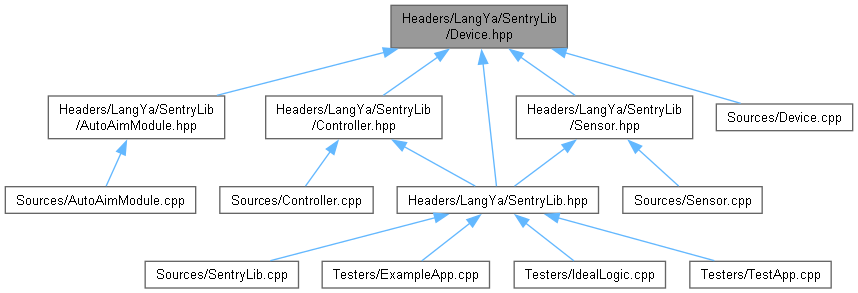 Headers/LangYa/SentryLib
/Device.hpp
Headers/LangYa/SentryLib
/AutoAimModule.hpp
Headers/LangYa/SentryLib
/Controller.hpp
Headers/LangYa/SentryLib
/Sensor.hpp
Sources/Device.cpp
Sources/AutoAimModule.cpp
Sources/Controller.cpp
Headers/LangYa/SentryLib.hpp
Sources/Sensor.cpp
Sources/SentryLib.cpp
Testers/ExampleApp.cpp
Testers/IdealLogic.cpp
Testers/TestApp.cpp